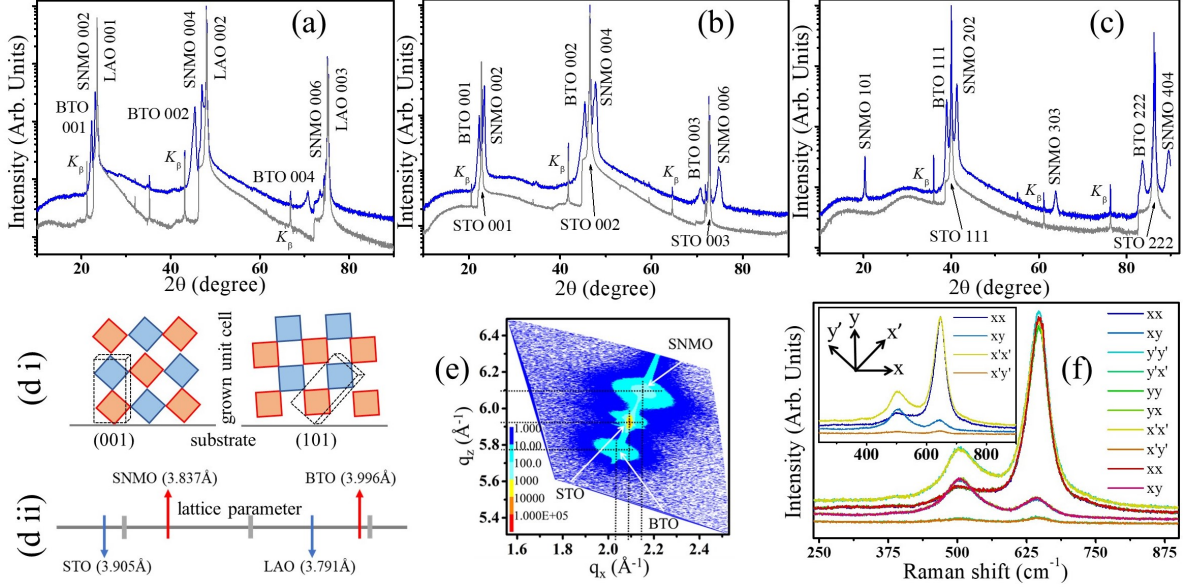 (a)
Intensity (Arb. Units)
SNMO 002
LAO 001
BTO
001
Kβ
SNMO 004
LAO 002
BTO 002
Kβ
BTO 004
Kβ
SNMO 006
LAO 003
20 40 60 80
2θ (degree)
(b)
Intensity (Arb. Units)
BTO 001
SNMO 002
Kβ
STO 001
BTO 002
SNMO 004
Kβ
STO 002
Kβ
BTO 003
SNMO 006
STO 003
20 40 60 80
2θ (degree)
(c)
Intensity (Arb. Units)
SNMO 101
BTO 111
SNMO 202
Kβ
STO 111
SNMO 303
Kβ
Kβ
BTO 222
SNMO 404
STO 222
20 40 60 80
2θ (degree)
(d i)
grown unit cell
(001)
substrate
(101)
(d ii)
SNMO (3.837Å)
BTO (3.996Å)
lattice parameter
STO (3.905Å)
LAO (3.791Å)
(e)
SNMO
STO
BTO
6.4
6.2
6.0
5.8
5.6
5.4
qz (Å-1)
1.000
10.00
100.0
1000
10000
1.000E+05
1.6 1.8 2.0 2.2 2.4
qx (Å-1)
(f)
Intensity (Arb. Units)
y'
y
x'
x
xx
xy
x'x'
x'y'
400 600 800
xx
xy
y'y'
y'x'
yy
yx
x'x'
x'y'
xx
xy
250 375 500 625 750 875
Raman shift (cm-1)